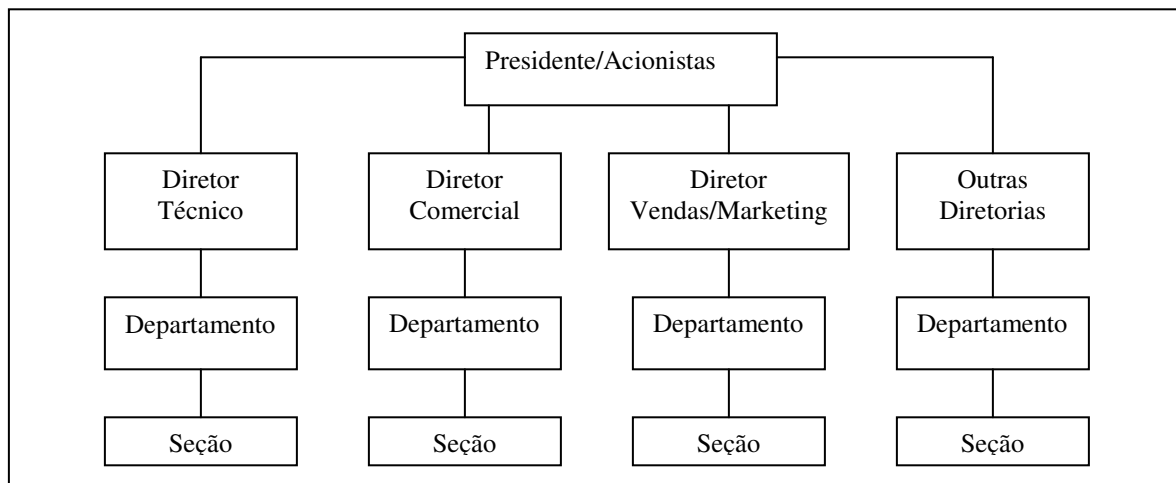 Presidente/Acionistas
Diretor
Técnico
Diretor
Comercial
Diretor
Vendas/Marketing
Outras
Diretorias
Departamento
Departamento
Departamento
Departamento
Seção
Seção
Seção
Seção